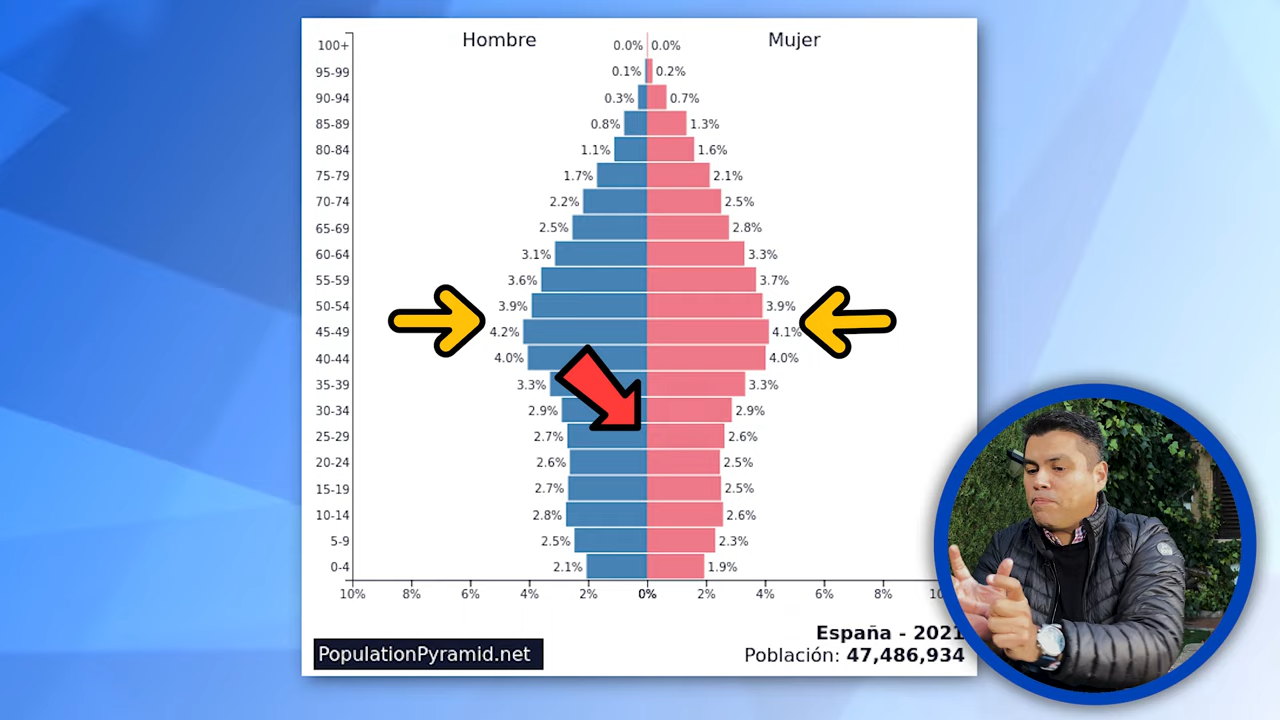 Hombre Mujer
100+ 0.0% 0.0%
95-99 0.1% 0.2%
90-94 0.3% 0.7%
85-89 0.8% 1.3%
80-84 1.1% 1.6%
75-79 1.7% 2.1%
70-74 2.2% 2.5%
65-69 2.5% 2.8%
60-64 3.1% 3.3%
55-59 3.6% 3.7%
50-54 3.9% 3.9%
45-49 4.2% 4.1%
40-44 4.0% 4.0%
35-39 3.3% 3.3%
30-34 2.9% 2.9%
25-29 2.7% 2.6%
20-24 2.6% 2.5%
15-19 2.7% 2.5%
10-14 2.8% 2.6%
5-9 2.5% 2.3%
0-4 2.1% 1.9%
10% 8% 6% 4% 2% 0% 2% 4% 6% 8%
España - 2021
PopulationPyramid.net Población: 47,486,934